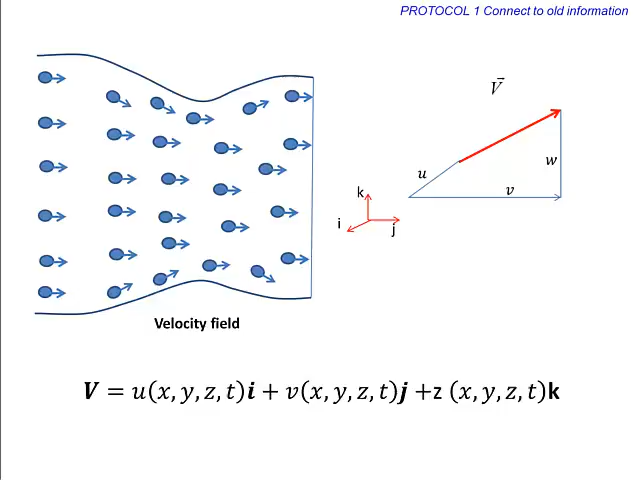 PROTOCOL 1 Connect to old information
V⃗
u
w
v
k
i
j
Velocity field
V = u(x, y, z, t)i + v(x, y, z, t)j +z (x, y, z, t)k